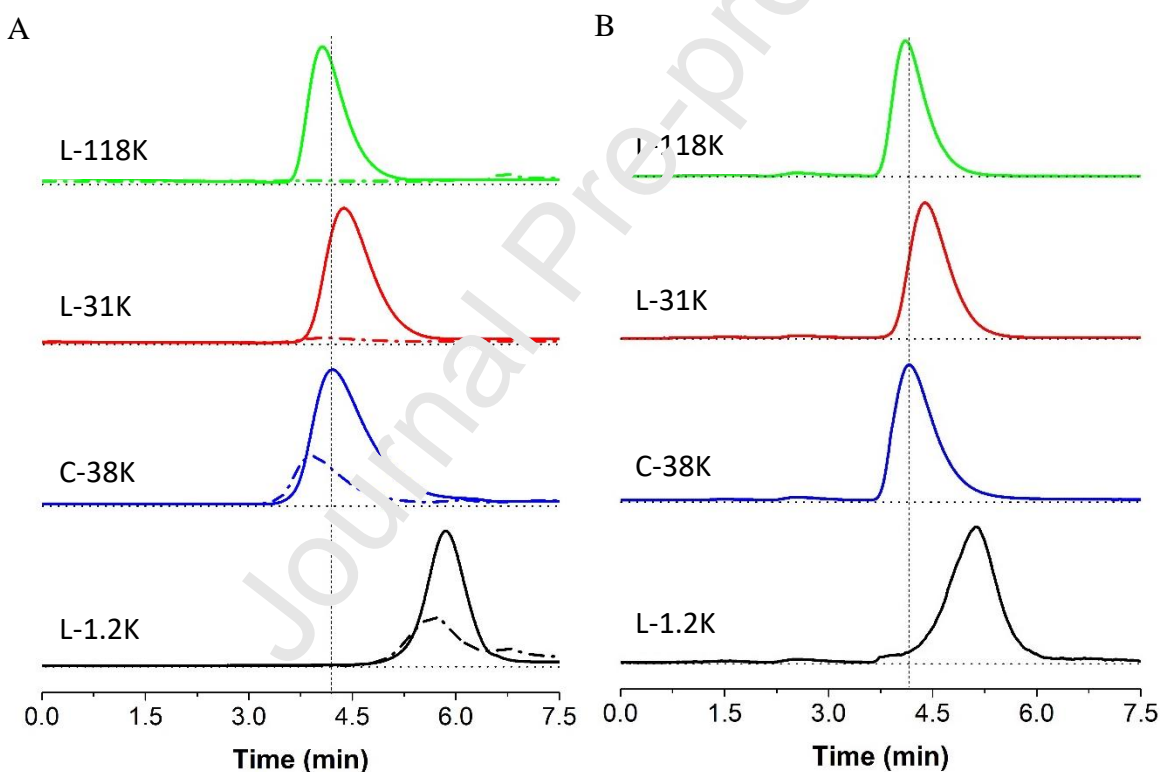 A
L-118K
L-31K
C-38K
L-1.2K
0.0 1.5 3.0 4.5 6.0 7.5
Time (min)
B
L-118K
L-31K
C-38K
L-1.2K
0.0 1.5 3.0 4.5 6.0 7.5
Time (min)
Journal Pre-pro